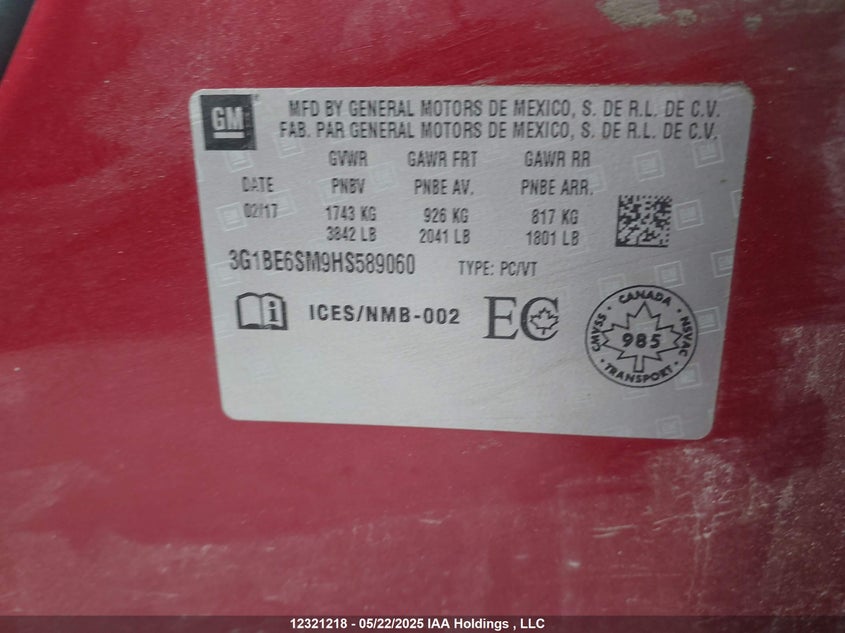 GM
MFD BY GENERAL MOTORS DE MEXICO, S. DE R.L. DE C.V.
FAB. PAR GENERAL MOTORS DE MEXICO, S. DE R.L. DE C.V.
GVWR GAWR FRT GAWR RR
DATE PNBV PNBE AV. PNBE ARR.
02/17 1743 KG 926 KG 817 KG
3842 LB 2041 LB 1801 LB
3G1BE6SM9HS589060 TYPE: PC/VT
ICES/NMB-002 EC
CANADA
CMVSS 985 NSVAC
TRANSPORT
12321218 - 05/22/2025 IAA Holdings , LLC